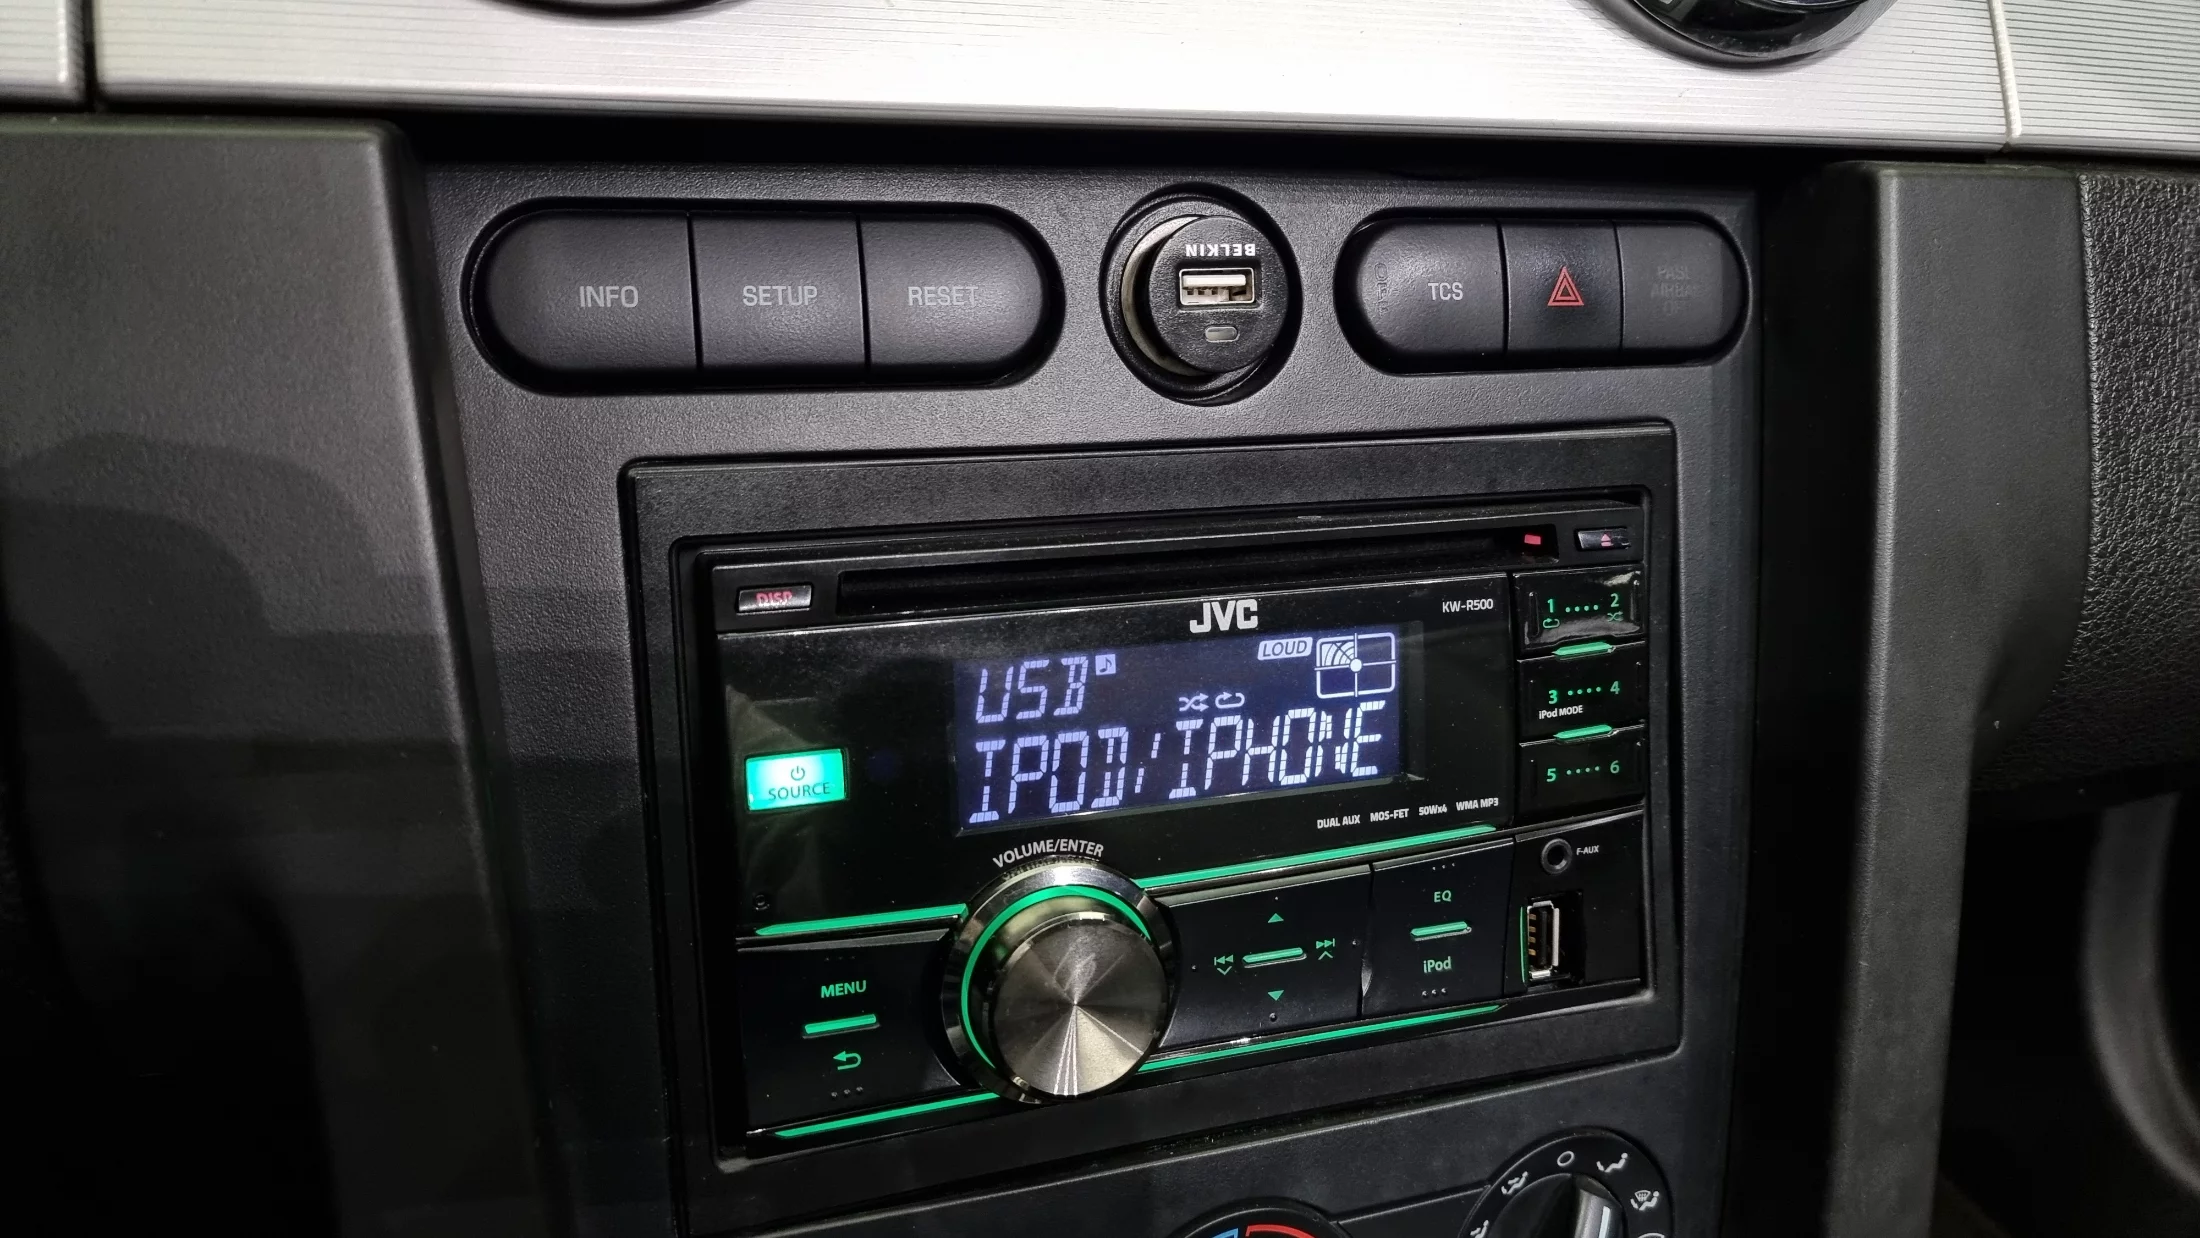 INFO
SETUP
RESET
BELKIN
TCS
DISP
JVC
KW-R500
1 .... 2
USB
LOUD
3 .... 4
iPod MODE
IPOD/IPHONE
SOURCE
5 .... 6
DUAL AUX MOS-FET 50Wx4 WMA MP3
VOLUME/ENTER
F-AUX
EQ
MENU
iPod